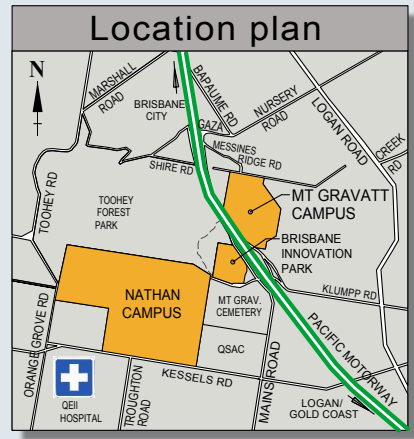 Location plan
N
MARSHALL
ROAD
BRISBANE
CITY
BAPAUME RD
GAZA
NURSERY
ROAD
LOGAN ROAD
CREEK
RD
MESSINES
RIDGE RD
SHIRE RD
TOOHEY RD
TOOHEY
FOREST
PARK
MT GRAVATT
CAMPUS
BRISBANE
INNOVATION
PARK
NATHAN
CAMPUS
MT GRAV.
CEMETERY
KLUMPP RD
QSAC
PACIFIC MOTORWAY
ORANGE GROVE RD
KESSELS RD
MAINS ROAD
QEII
HOSPITAL
TROUGHTON
ROAD
LOGAN/
GOLD COAST